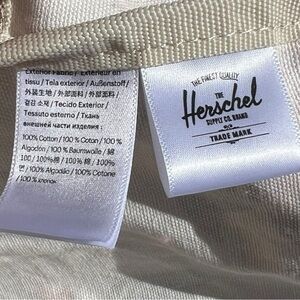 Exterior Fabric / Extérieur en
tissu / Tela Exterior / Außenstoff/
外装生地 / 外部面料 / 外部面料 /
겉감 소재 / Tecido Exterior /
Tessuto esterno / Ткань
внешней части изделия :
100% Cotton / 100 % Coton / 100 %
Algodon / 100 % Baumwolle / 綿
100 / 100%棉 / 100% 棉 / 면
100% / 100% Algodão / 100% Cotone
/ 100 % хлопок
THE FINEST QUALITY
THE
Herschel
SUPPLY CO. BRAND
TRADE MARK